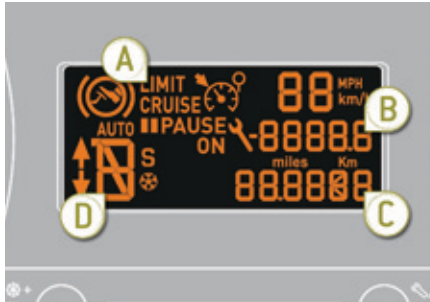 A
LIMIT
CRUISE
88 MPH
km/
B
AUTO
PAUSE
ON
-8888.8
S
miles Km
88.8888
D
C